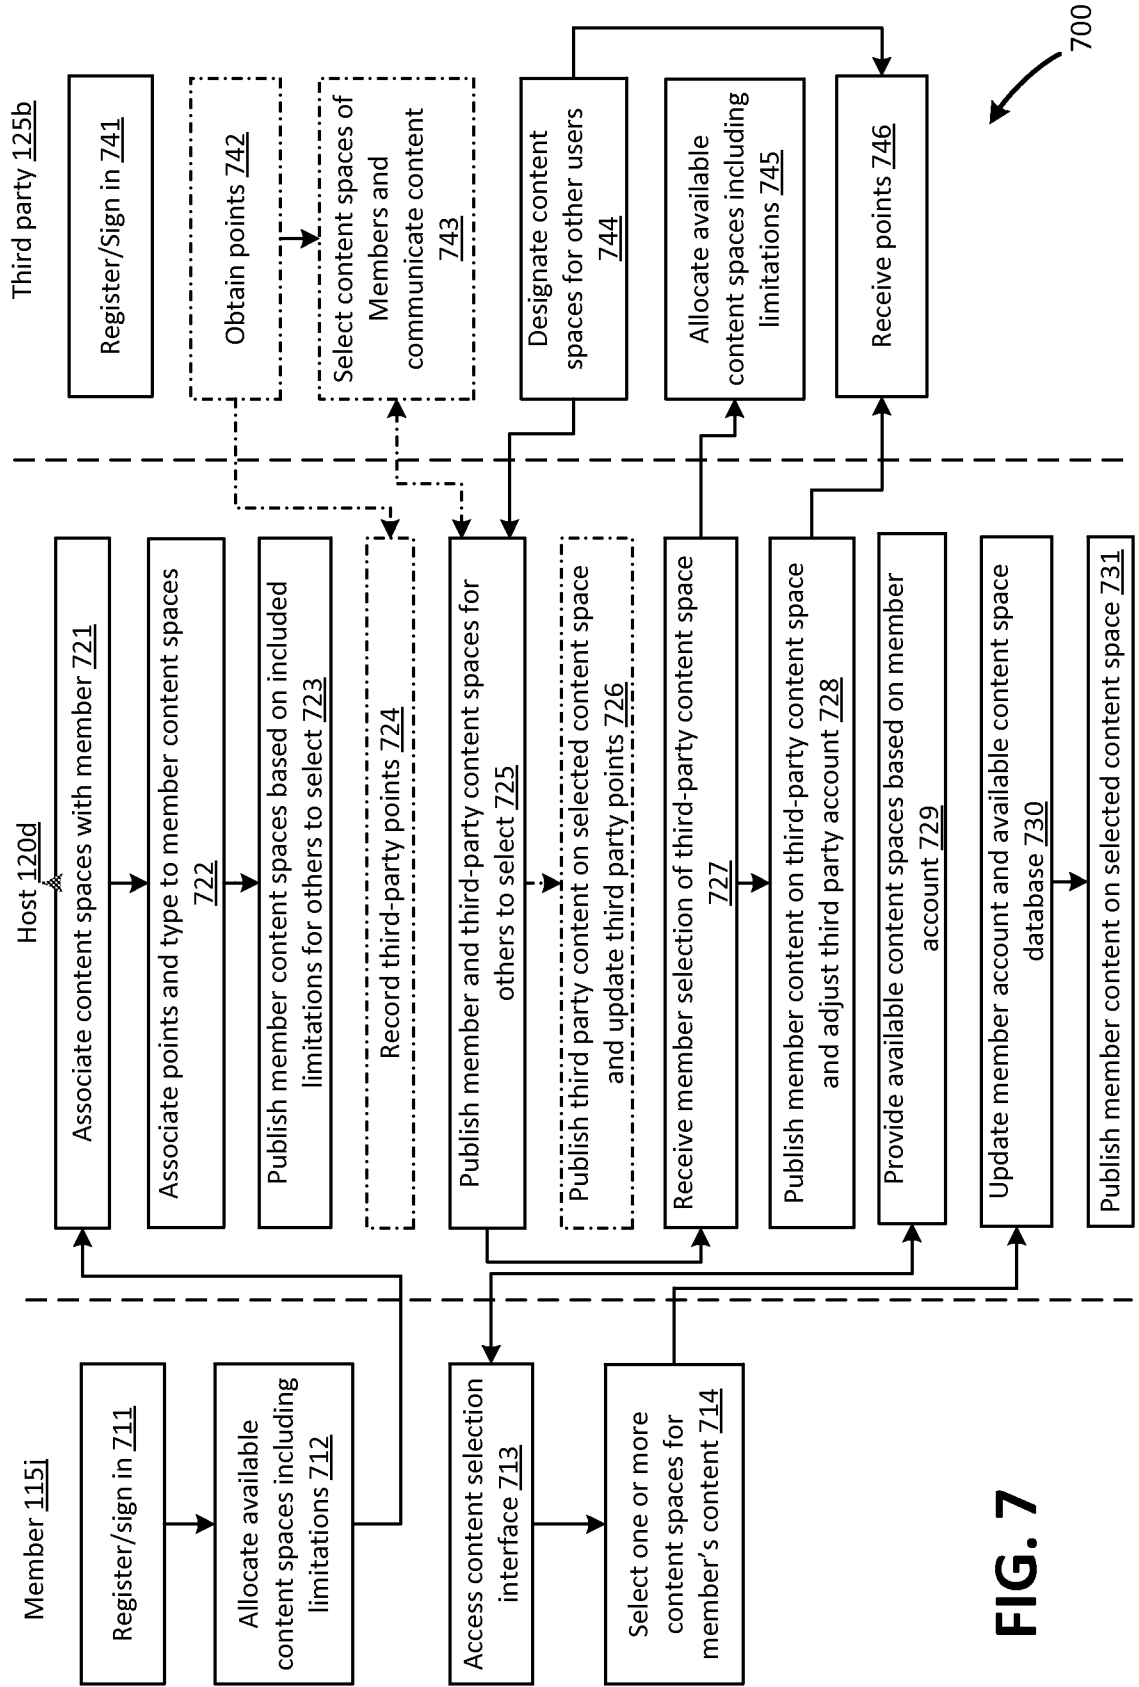 Member 115j
Register/sign in 711
Allocate available
content spaces including
limitations 712
Access content selection
interface 713
Select one or more
content spaces for
member's content 714
Host 120d
Associate content spaces with member 721
Associate points and type to member content spaces
722
Publish member content spaces based on included
limitations for others to select 723
Record third-party points 724
Publish member and third-party content spaces for
others to select 725
Publish third party content on selected content space
and update third party points 726
Receive member selection of third-party content space
727
Publish member content on third-party content space
and adjust third party account 728
Provide available content spaces based on member
account 729
Update member account and available content space
database 730
Publish member content on selected content space 731
Third party 125b
Register/Sign in 741
Obtain points 742
Select content spaces of
Members and
communicate content
743
Designate content
spaces for other users
744
Allocate available
content spaces including
limitations 745
Receive points 746
700
FIG. 7